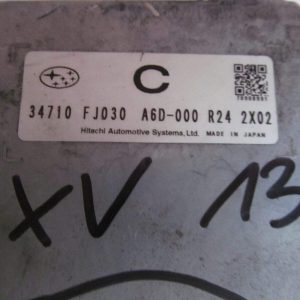 C
34710 FJ030 A6D-000 R24 2X02
Hitachi Automotive Systems, Ltd. MADE IN JAPAN
XV 13